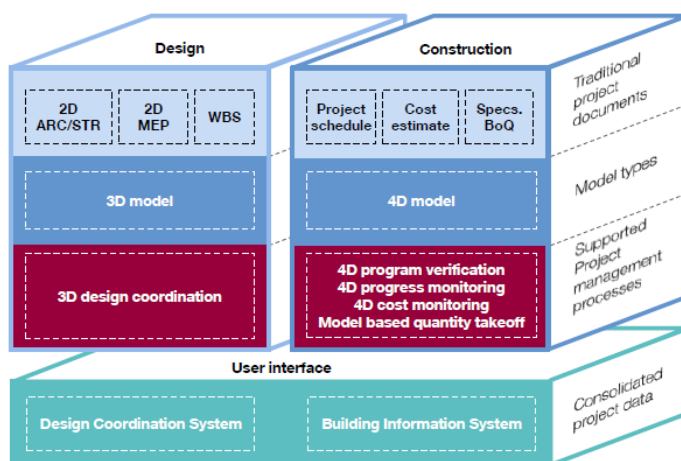 Design
Construction
2D
ARC/STR
2D
MEP
WBS
Project
schedule
Cost
estimate
Specs.
BoQ
Traditional
project
documents
3D model
4D model
Model types
3D design coordination
4D program verification
4D progress monitoring
4D cost monitoring
Model based quantity takeoff
Supported
Project
management
processes
User interface
Design Coordination System
Building Information System
Consolidated
project data